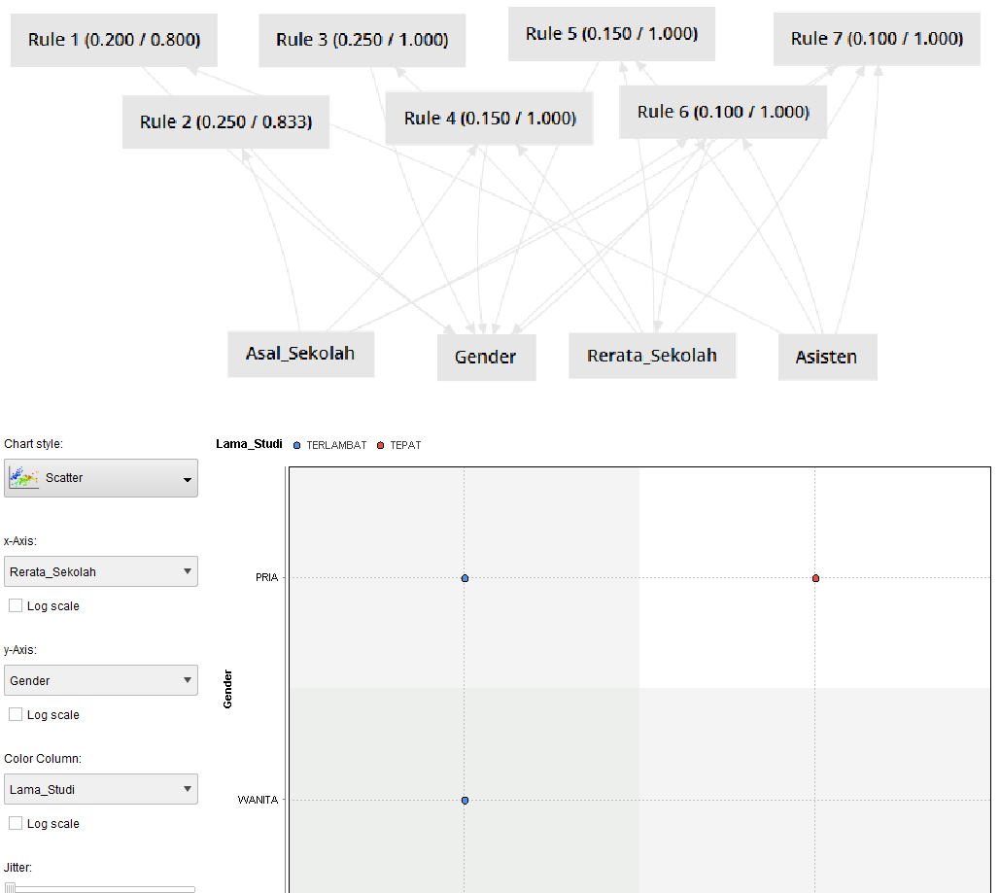 Rule 1 (0.200 / 0.800)
Rule 3 (0.250 / 1.000)
Rule 5 (0.150 / 1.000)
Rule 7 (0.100 / 1.000)
Rule 2 (0.250 / 0.833)
Rule 4 (0.150 / 1.000)
Rule 6 (0.100 / 1.000)
Asal_Sekolah
Gender
Rerata_Sekolah
Asisten
Chart style:
Scatter
x-Axis:
Rerata_Sekolah
Log scale
y-Axis:
Gender
Log scale
Color Column:
Lama_Studi
Log scale
Jitter:
Lama_Studi TERLAMBAT TEPAT
PRIA
Gender
WANITA